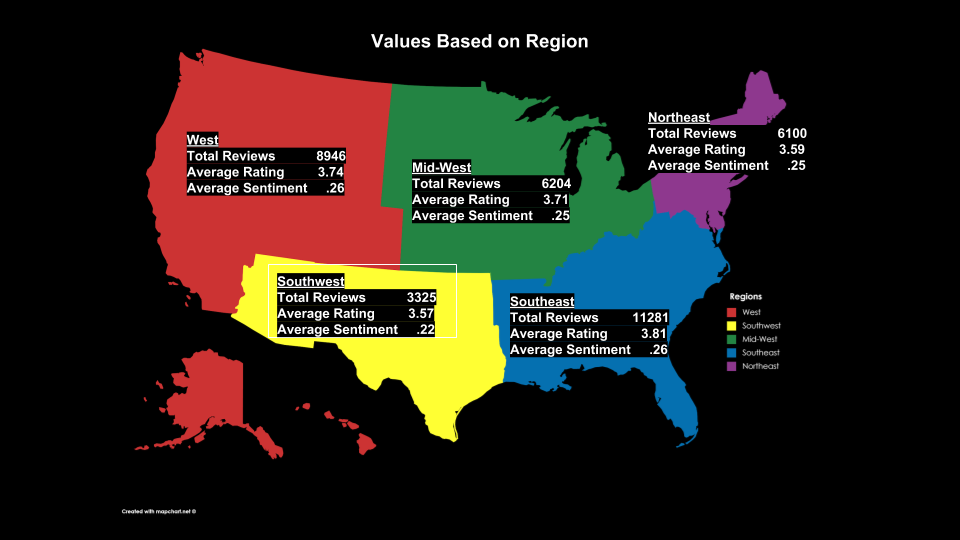 Values Based on Region
West
Total Reviews 8946
Average Rating 3.74
Average Sentiment .26
Mid-West
Total Reviews 6204
Average Rating 3.71
Average Sentiment .25
Northeast
Total Reviews 6100
Average Rating 3.59
Average Sentiment .25
Southwest
Total Reviews 3325
Average Rating 3.57
Average Sentiment .22
Southeast
Total Reviews 11281
Average Rating 3.81
Average Sentiment .26
Regions
West
Southwest
Mid-West
Southeast
Northeast
Created with mapchart.net ©